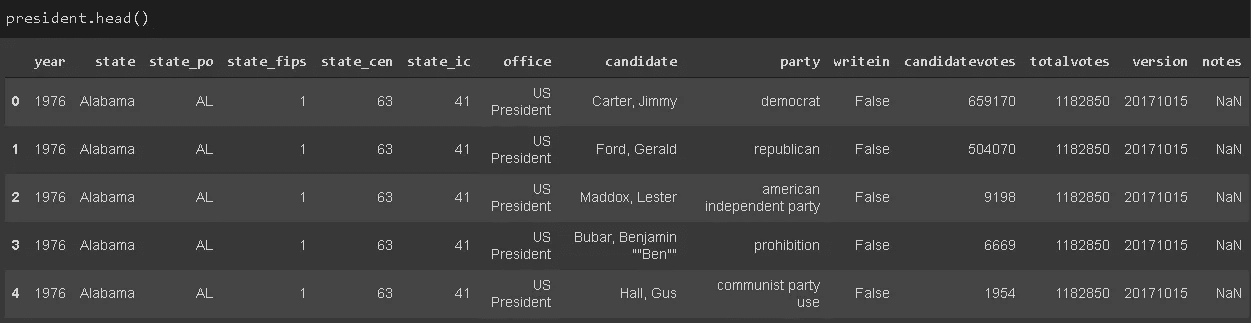 president.head()
year state state_po state_fips state_cen state_ic office candidate party writein candidatevotes totalvotes version notes
0 1976 Alabama AL 1 63 41 US President Carter, Jimmy democrat False 659170 1182850 20171015 NaN
1 1976 Alabama AL 1 63 41 US President Ford, Gerald republican False 504070 1182850 20171015 NaN
2 1976 Alabama AL 1 63 41 US President Maddox, Lester american independent party False 9198 1182850 20171015 NaN
3 1976 Alabama AL 1 63 41 US President Bubar, Benjamin ""Ben"" prohibition False 6669 1182850 20171015 NaN
4 1976 Alabama AL 1 63 41 US President Hall, Gus communist party use False 1954 1182850 20171015 NaN